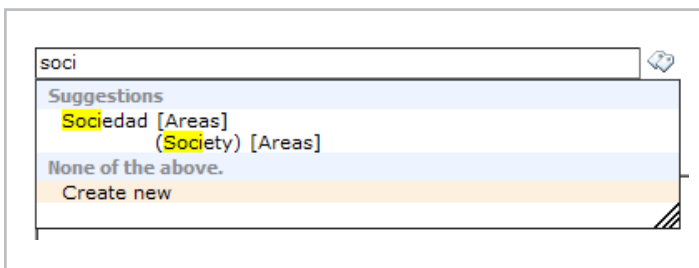 soci
Suggestions
Sociedad [Areas]
(Society) [Areas]
None of the above.
Create new